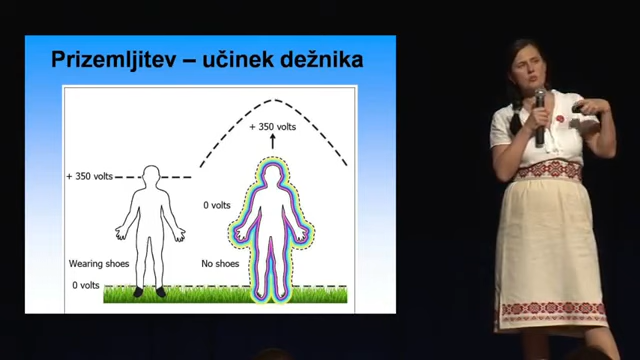 Prizemljitev – učinek dežnika
+ 350 volts
+ 350 volts
0 volts
Wearing shoes
No shoes
0 volts